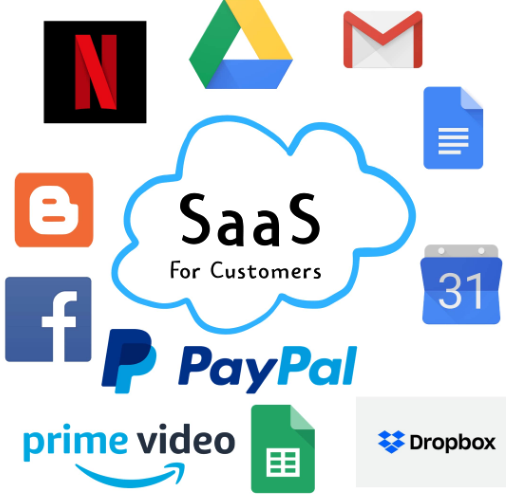 N
B
SaaS
For Customers
31
f
P PayPal
prime video
Dropbox